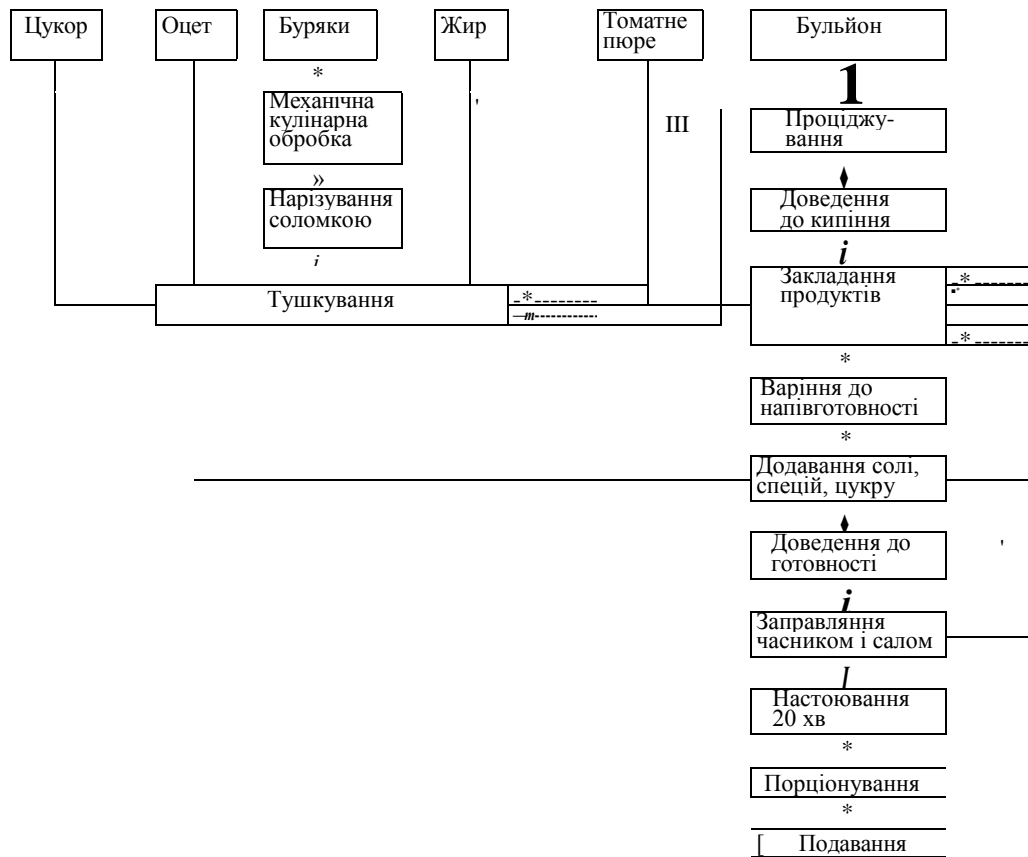 Цукор
Оцет
Буряки
Жир
Томатне
пюре
Бульйон
*
1
Механічна
кулінарна
обробка
'
III
Проціджу-
вання
»
Нарізування
соломкою
Доведення
до кипіння
i
i
Тушкування
Закладання
продуктів
*
Варіння до
напівготовності
*
Додавання солі,
спецій, цукру
Доведення до
готовності
'
i
Заправляння
часником і салом
Настоювання
20 хв
*
Порціонування
*
[ Подавання